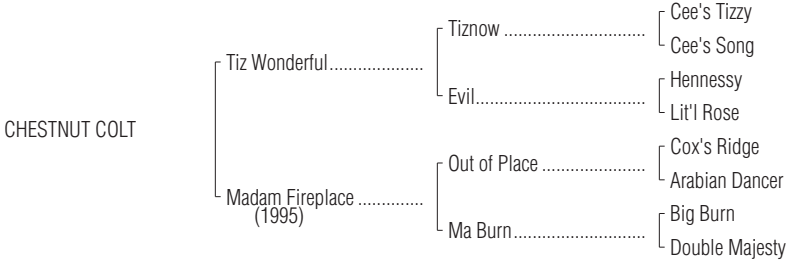 Cee's Tizzy
Tiznow ..............................
Cee's Song
Tiz Wonderful....................
Hennessy
Evil....................................
Lit'l Rose
CHESTNUT COLT
Cox's Ridge
Out of Place ......................
Arabian Dancer
Madam Fireplace ..............
(1995)
Big Burn
Ma Burn............................
Double Majesty